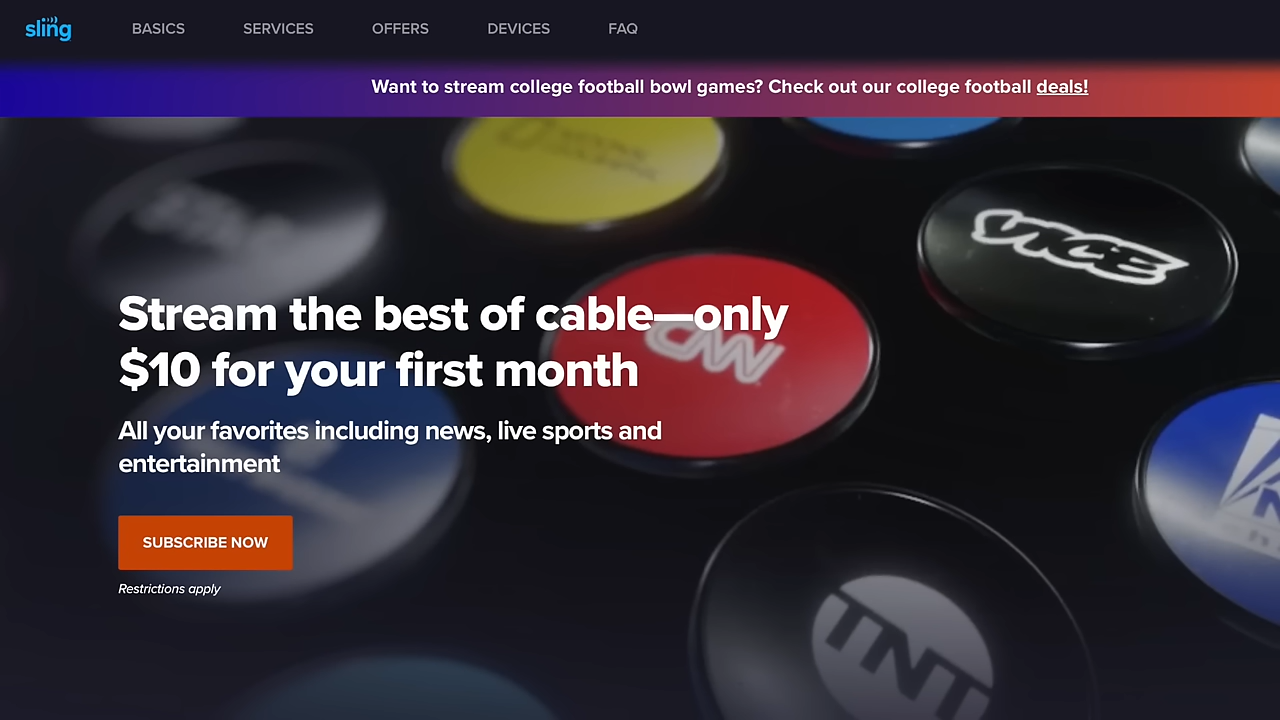 sling
BASICS
SERVICES
OFFERS
DEVICES
FAQ
Want to stream college football bowl games? Check out our college football deals!
VICE
Stream the best of cable—only
$10 for your first month
CNN
All your favorites including news, live sports and
entertainment
SUBSCRIBE NOW
Restrictions apply
TNT